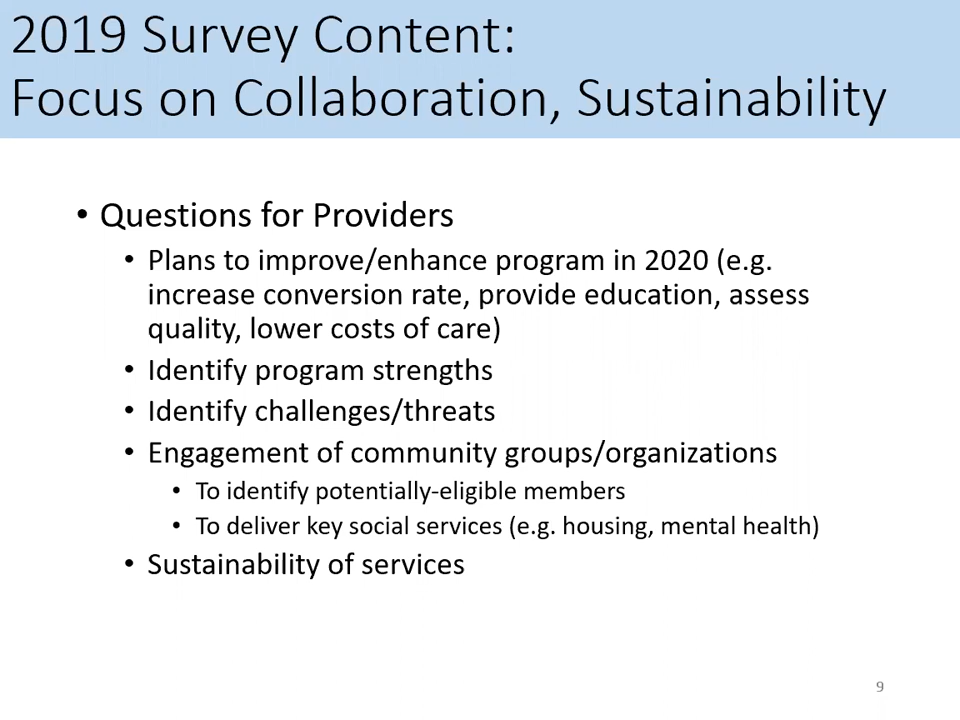 2019 Survey Content:
Focus on Collaboration, Sustainability
• Questions for Providers
• Plans to improve/enhance program in 2020 (e.g.
increase conversion rate, provide education, assess
quality, lower costs of care)
• Identify program strengths
• Identify challenges/threats
• Engagement of community groups/organizations
• To identify potentially-eligible members
• To deliver key social services (e.g. housing, mental health)
• Sustainability of services
9